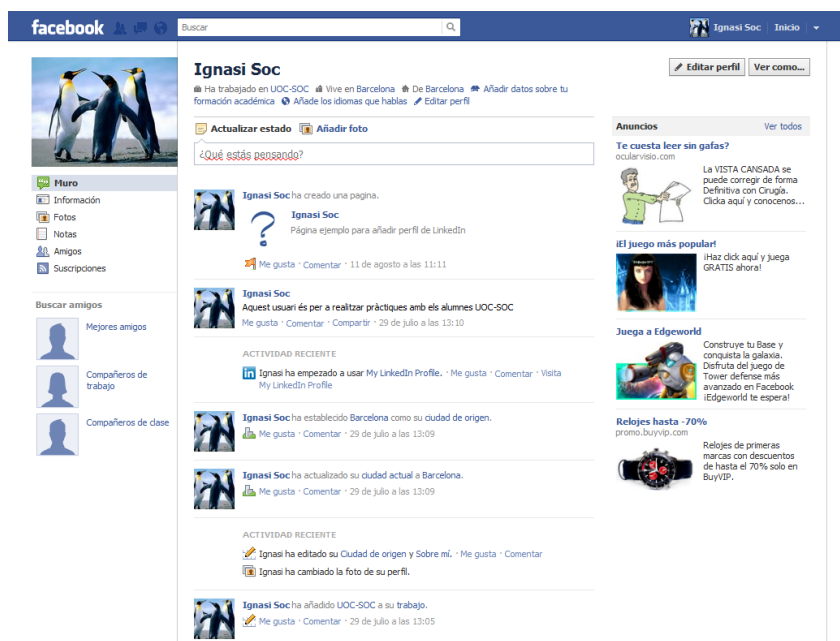 facebook
Buscar
Ignasi Soc
Inicio
Ignasi Soc
Editar perfil
Ver como...
Ha trabajado en UOC-SOC Vive en Barcelona De Barcelona Añadir datos sobre tu
formación académica Añade los idiomas que hablas Editar perfil
Actualizar estado Añadir foto
¿Qué estás pensando?
Muro
Información
Fotos
Notas
Amigos
Suscripciones
Buscar amigos
Mejores amigos
Compañeros de
trabajo
Compañeros de clase
Ignasi Soc ha creado una pagina.
?
Ignasi Soc
Página ejemplo para añadir perfil de LinkedIn
Me gusta · Comentar · 11 de agosto a las 11:11
Ignasi Soc
Aquest usuari és per a realitzar pràctiques amb els alumnes UOC-SOC
Me gusta · Comentar · Compartir · 29 de julio a las 13:10
ACTIVIDAD RECIENTE
in Ignasi ha empezado a usar My LinkedIn Profile. · Me gusta · Comentar · Visita
My LinkedIn Profile
Ignasi Soc ha establecido Barcelona como su ciudad de origen.
Me gusta · Comentar · 29 de julio a las 13:09
Ignasi Soc ha actualizado su ciudad actual a Barcelona.
Me gusta · Comentar · 29 de julio a las 13:09
ACTIVIDAD RECIENTE
Ignasi ha editado su Ciudad de origen y Sobre mí. · Me gusta · Comentar
Ignasi ha cambiado la foto de su perfil.
Ignasi Soc ha añadido UOC-SOC a su trabajo.
Me gusta · Comentar · 29 de julio a las 13:05
Anuncios
Ver todos
Te cuesta leer sin gafas?
ocularvisio.com
La VISTA CANSADA se
puede corregir de forma
Definitiva con Cirugía.
Clicka aquí y conocenos...
¡El juego más popular!
¡Haz click aquí y juega
GRATIS ahora!
Juega a Edgeworld
Construye tu Base y
conquista la galaxia.
Disfruta del juego de
Tower defense más
avanzado en Facebook
¡Edgeworld te espera!
Relojes hasta -70%
promo.buyvip.com
Relojes de primeras
marcas con descuentos
de hasta el 70% solo en
BuyVIP.